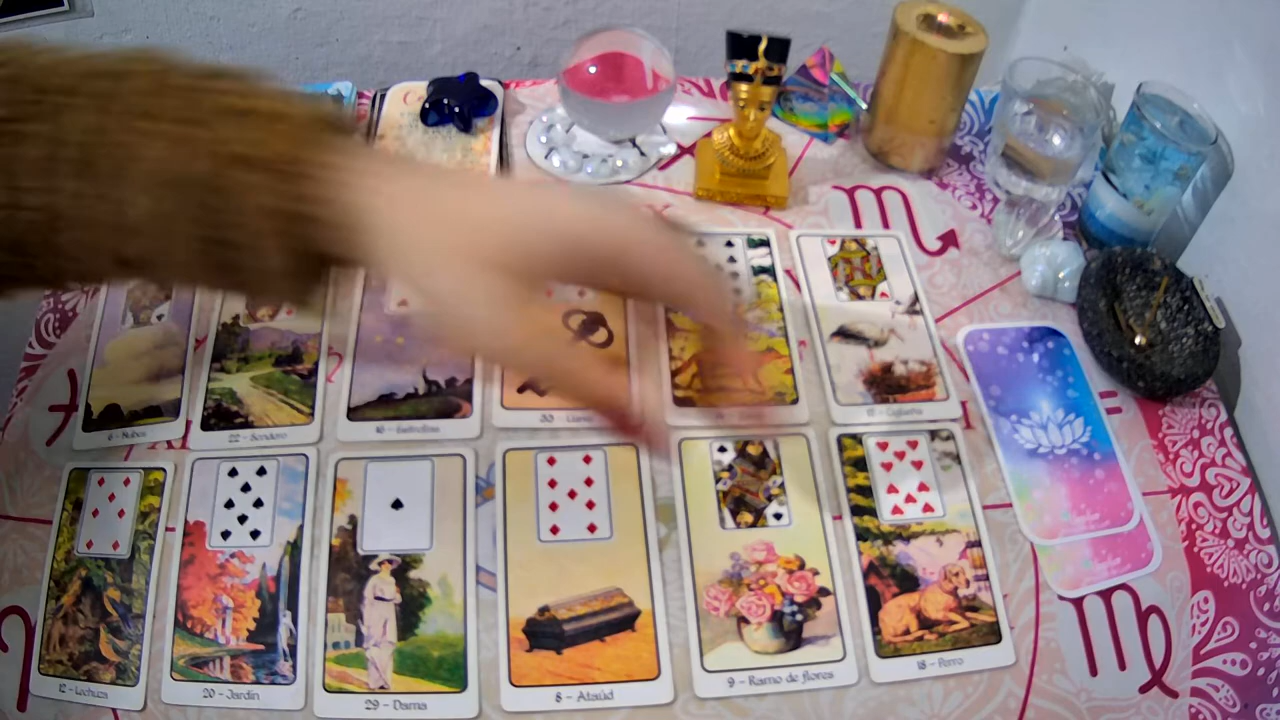 6 - Nubes
22 - Sendero
16 - Estrellas
17 - Cigüeña
12 - Lechuza
20 - Jardín
29 - Dama
8 - Ataúd
9 - Ramo de flores
18 - Perro